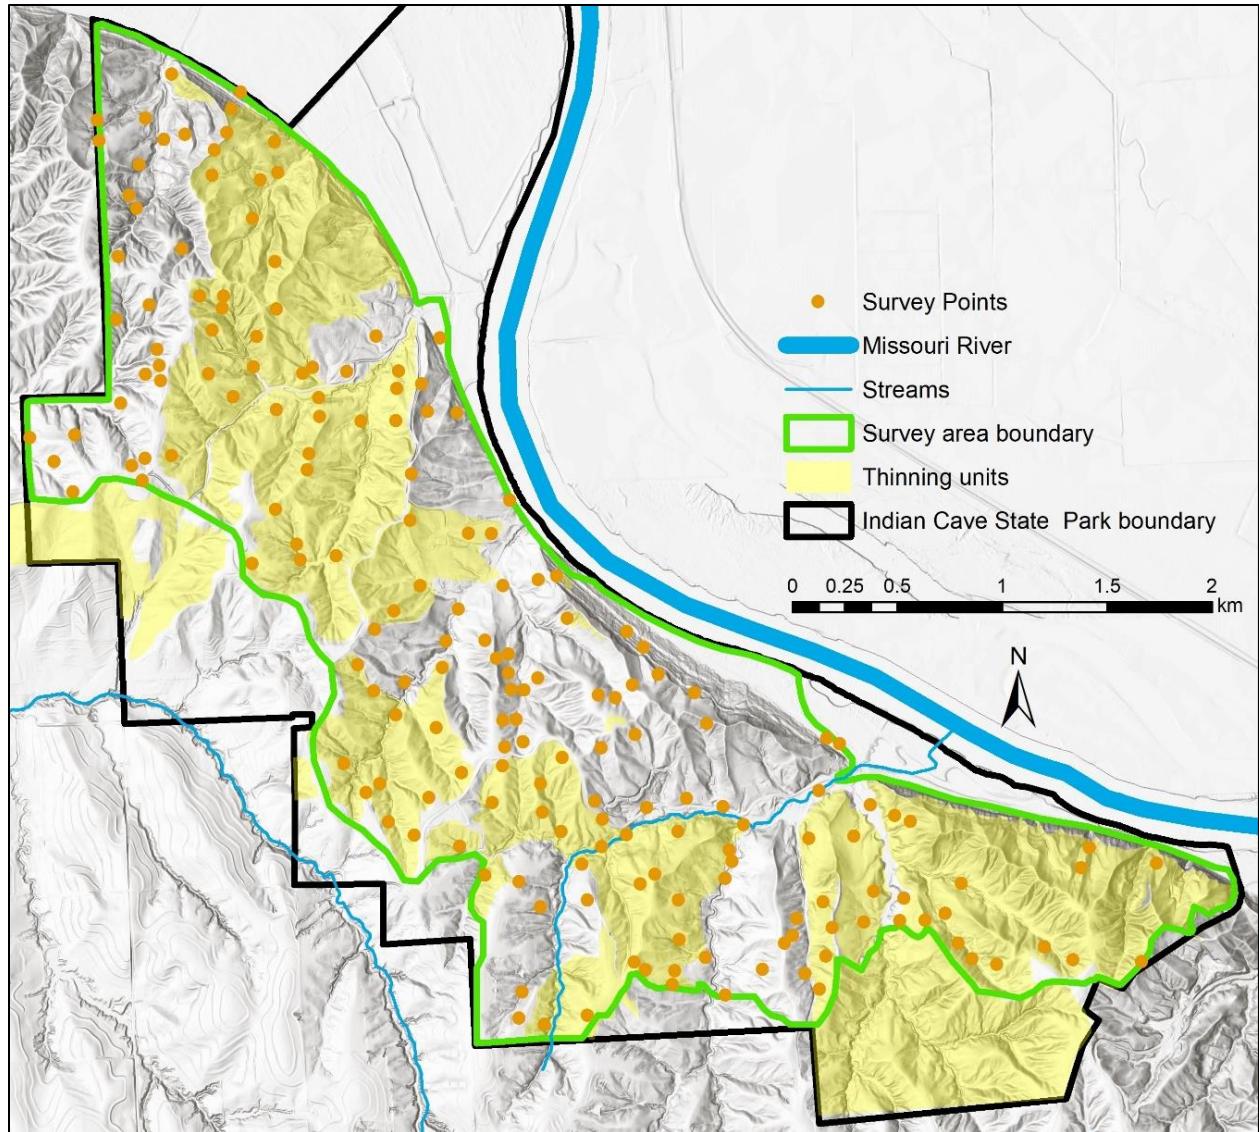 Survey Points
Missouri River
Streams
Survey area boundary
Thinning units
Indian Cave State  Park boundary
0 0.25 0.5 1 1.5 2
km
N